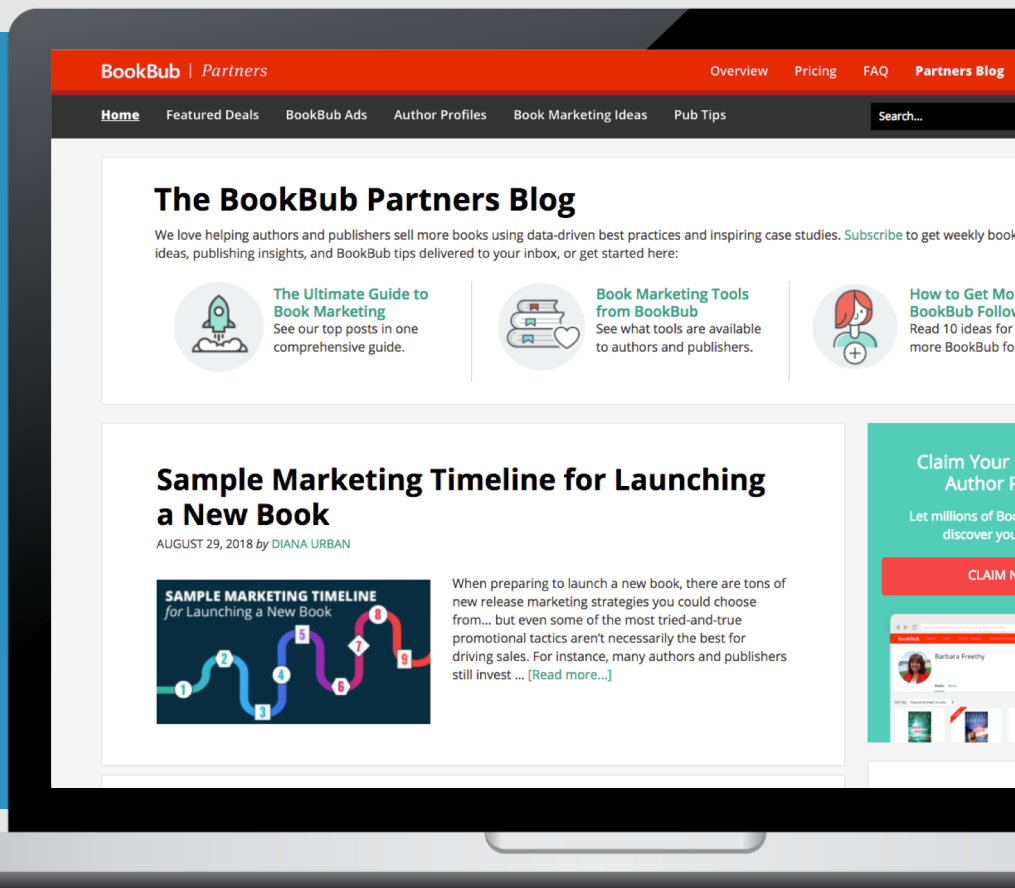 BookBub | Partners
Overview Pricing FAQ Partners Blog
Home Featured Deals BookBub Ads Author Profiles Book Marketing Ideas Pub Tips
Search...
The BookBub Partners Blog
We love helping authors and publishers sell more books using data-driven best practices and inspiring case studies. Subscribe to get weekly book
ideas, publishing insights, and BookBub tips delivered to your inbox, or get started here:
The Ultimate Guide to
Book Marketing
See our top posts in one
comprehensive guide.
Book Marketing Tools
from BookBub
See what tools are available
to authors and publishers.
How to Get Mo
BookBub Follow
Read 10 ideas for
more BookBub fo
Sample Marketing Timeline for Launching
a New Book
AUGUST 29, 2018 by DIANA URBAN
SAMPLE MARKETING TIMELINE
for Launching a New Book
1
2
3
4
5
6
7
8
9
When preparing to launch a new book, there are tons of
new release marketing strategies you could choose
from... but even some of the most tried-and-true
promotional tactics aren't necessarily the best for
driving sales. For instance, many authors and publishers
still invest ... [Read more...]
Claim Your
Author
Let millions of Boo
discover you
CLAIM N
BookBub
Barbara Freethy